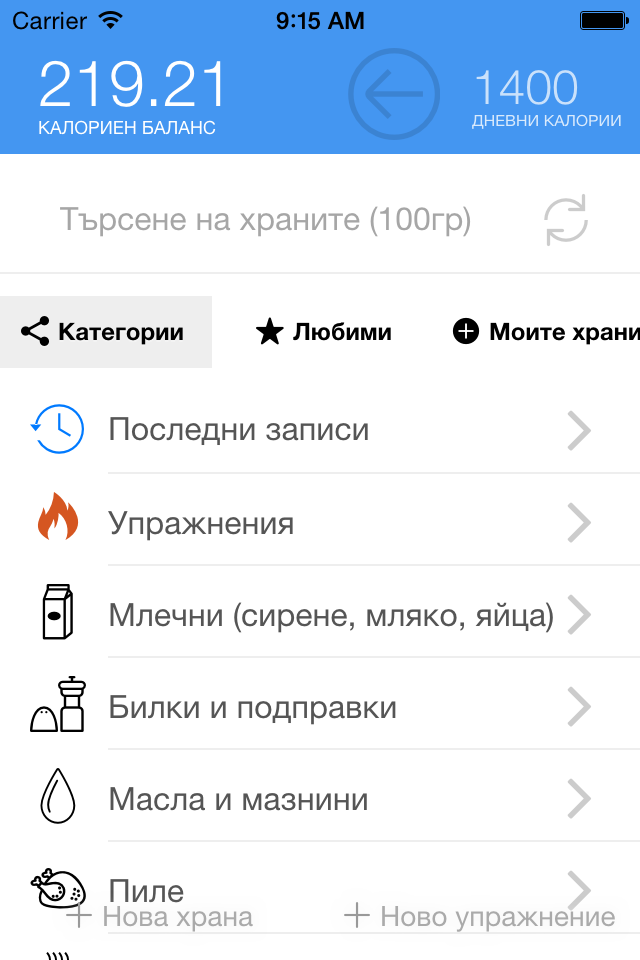 Carrier 9:15 AM
219.21 1400
КАЛОРИЕН БАЛАНС ДНЕВНИ КАЛОРИИ
Търсене на храните (100гр)
Категории Любими Моите храни
Последни записи
Упражнения
Млечни (сирене, мляко, яйца)
Билки и подправки
Масла и мазнини
Пиле
Нова храна Ново упражнение